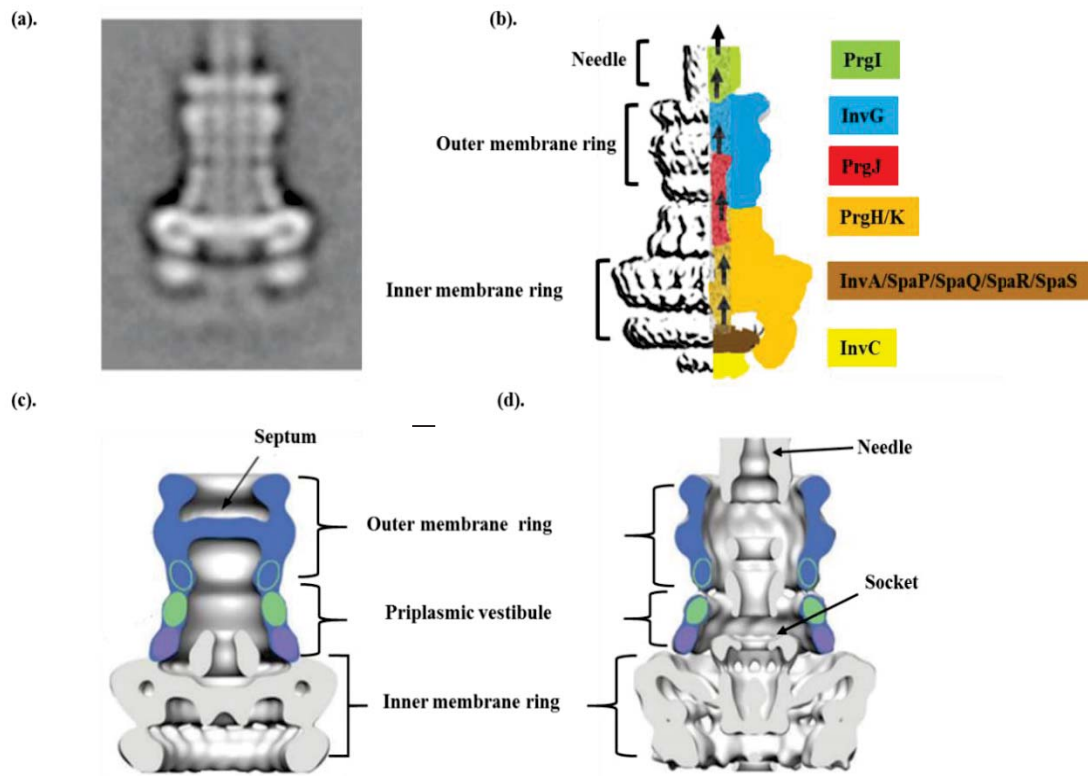 (a).
(b).
Needle
Outer membrane ring
Inner membrane ring
PrgI
InvG
PrgJ
PrgH/K
InvA/SpaP/SpaQ/SpaR/SpaS
InvC
(c).
(d).
Septum
Outer membrane ring
Priplasmic vestibule
Inner membrane ring
Needle
Socket